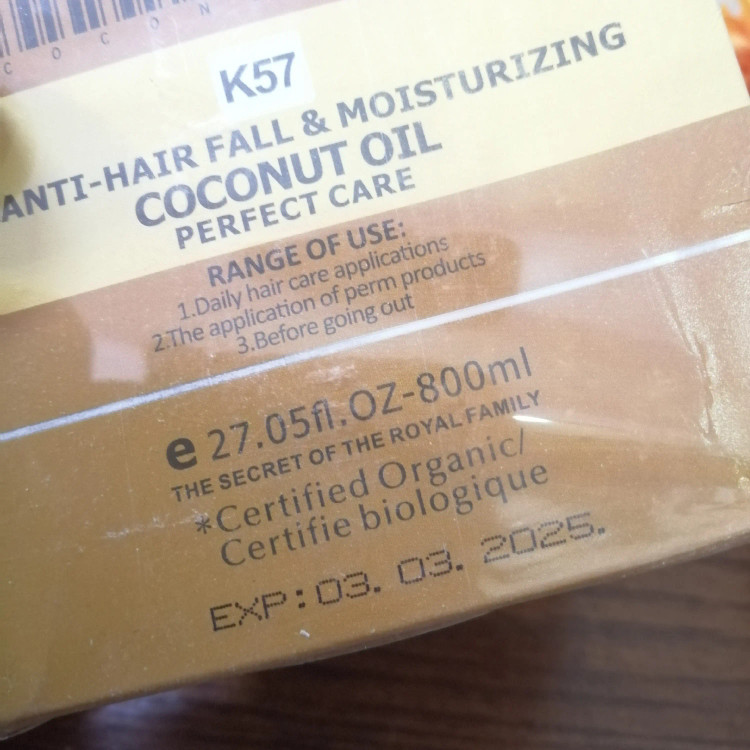 C O C O N
K57
ANTI-HAIR FALL & MOISTURIZING
COCONUT OIL
PERFECT CARE
RANGE OF USE:
1.Daily hair care applications
2.The application of perm products
3.Before going out
e 27.05fl.OZ-800ml
THE SECRET OF THE ROYAL FAMILY
*Certified Organic/
Certifie biologique
EXP:03. 03. 2025.